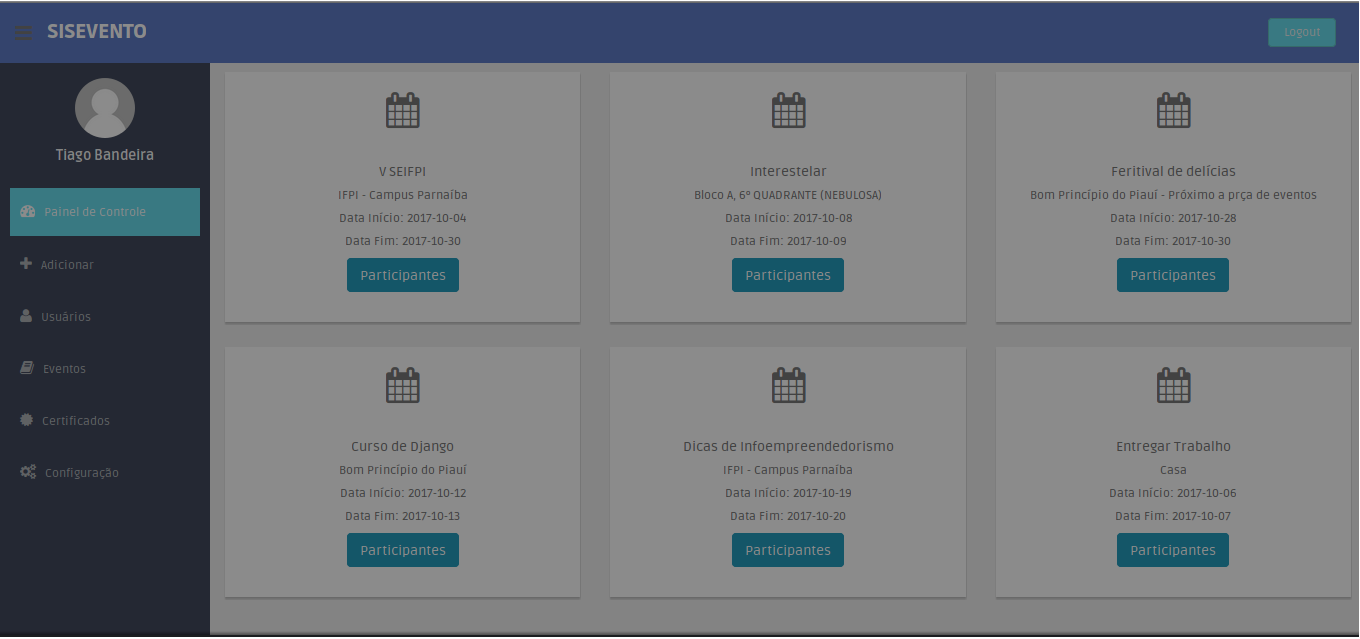 SISEVENTO
Logout
Tiago Bandeira
Painel de Controle
Adicionar
Usuários
Eventos
Certificados
Configuração
V SEIFPI
IFPI - Campus Parnaíba
Data Início: 2017-10-04
Data Fim: 2017-10-30
Participantes
Interestelar
Bloco A, 6º QUADRANTE (NEBULOSA)
Data Início: 2017-10-08
Data Fim: 2017-10-09
Participantes
Feritival de delícias
Bom Princípio do Piauí - Próximo a prça de eventos
Data Início: 2017-10-28
Data Fim: 2017-10-30
Participantes
Curso de Django
Bom Princípio do Piauí
Data Início: 2017-10-12
Data Fim: 2017-10-13
Participantes
Dicas de Infoempreendedorismo
IFPI - Campus Parnaíba
Data Início: 2017-10-19
Data Fim: 2017-10-20
Participantes
Entregar Trabalho
Casa
Data Início: 2017-10-06
Data Fim: 2017-10-07
Participantes